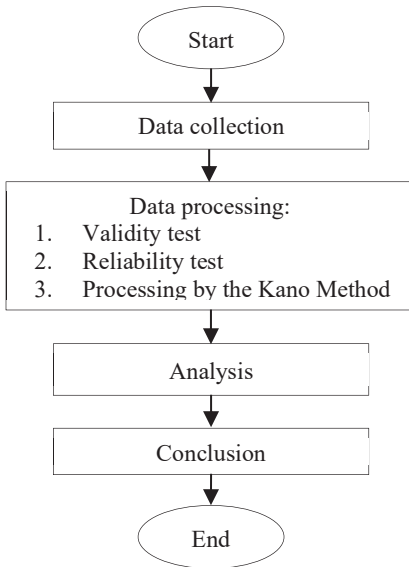 Start
Data collection
Data processing:
1. Validity test
2. Reliability test
3. Processing by the Kano Method
Analysis
Conclusion
End